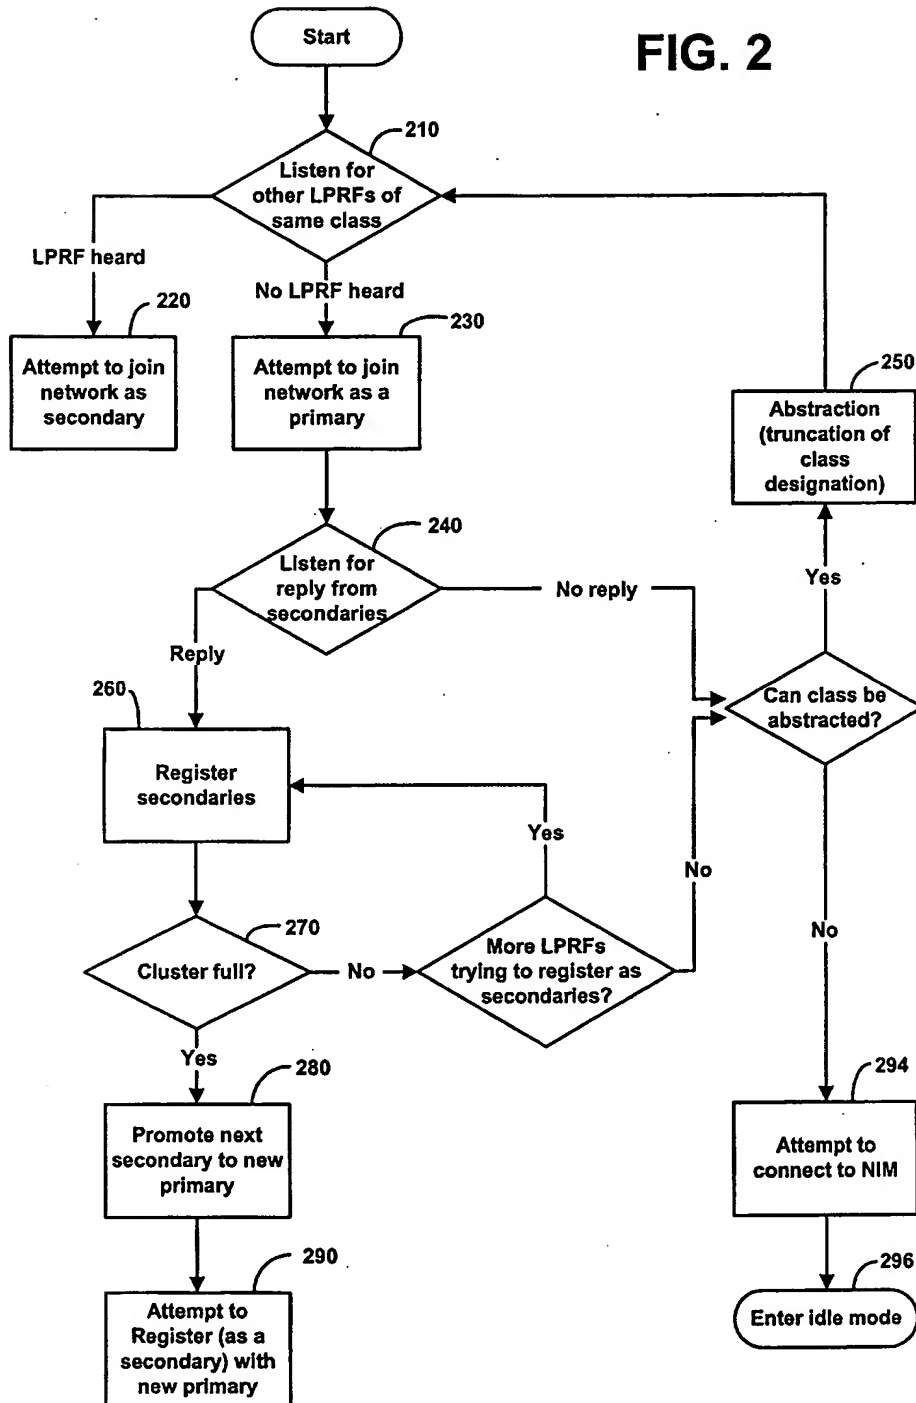 Start
FIG. 2
210
Listen for
other LPRFs of
same class
LPRF heard
No LPRF heard
220
Attempt to join
network as
secondary
230
Attempt to join
network as a
primary
250
Abstraction
(truncation of
class
designation)
240
Listen for
reply from
secondaries
No reply
Yes
Reply
Can class be
abstracted?
260
Register
secondaries
Yes
No
270
Cluster full?
No
More LPRFs
trying to register as
secondaries?
No
Yes
280
Promote next
secondary to new
primary
294
Attempt to
connect to NIM
290
Attempt to
Register (as a
secondary) with
new primary
296
Enter idle mode